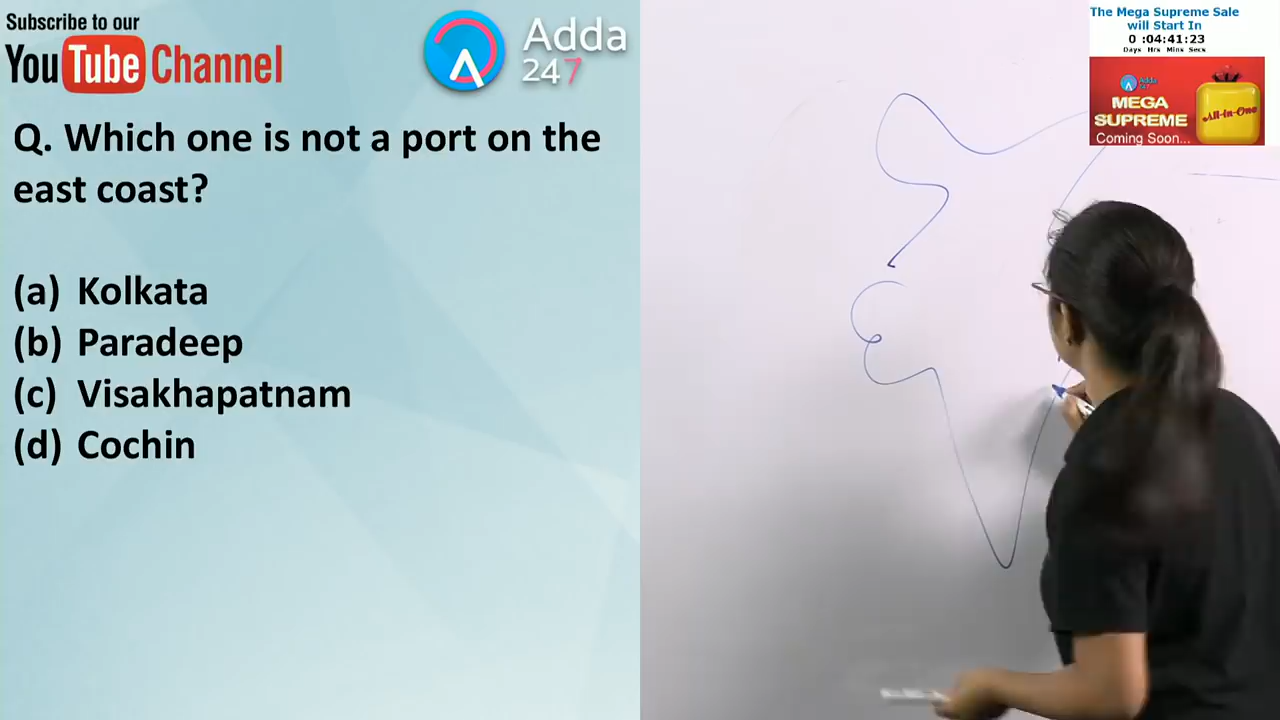 Subscribe to our
YouTube Channel
Adda
247
Q. Which one is not a port on the
east coast?
(a) Kolkata
(b) Paradeep
(c) Visakhapatnam
(d) Cochin
The Mega Supreme Sale
will Start In
0 :04:41:23
Days Hrs Mins Secs
Adda
247
MEGA
SUPREME
Coming Soon...
All-in-One